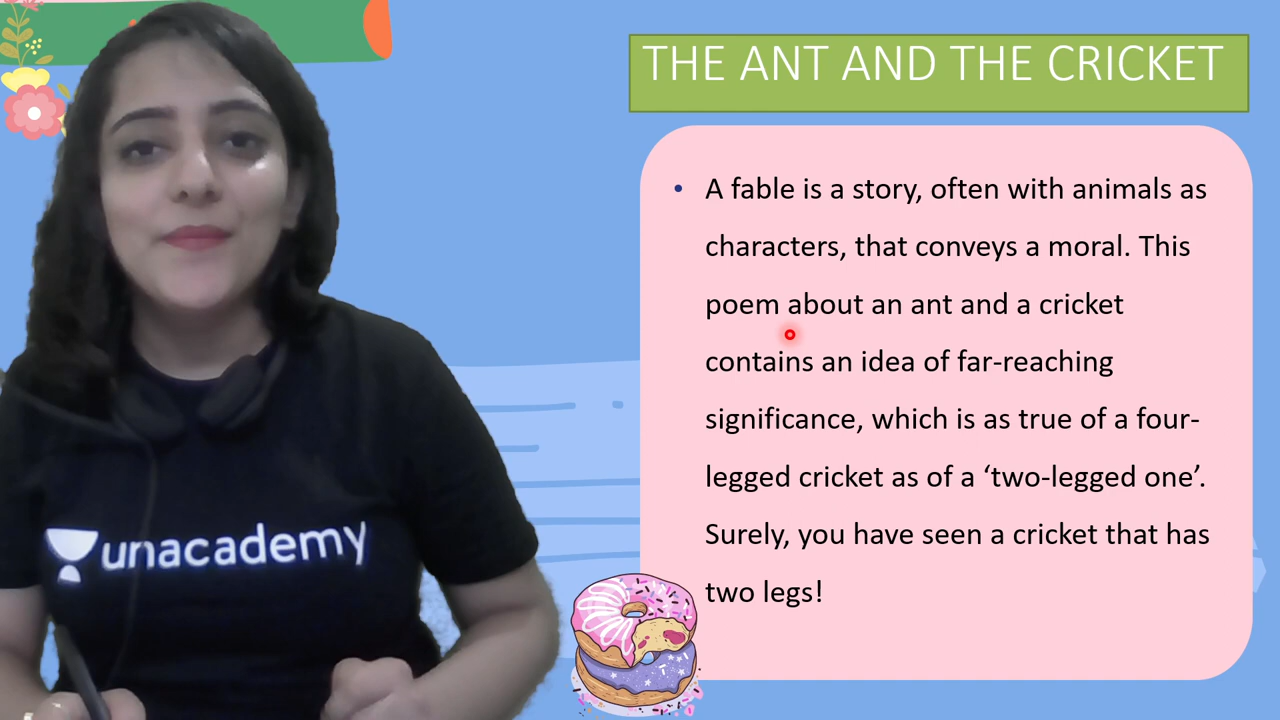 THE ANT AND THE CRICKET
• A fable is a story, often with animals as
characters, that conveys a moral. This
poem about an ant and a cricket
contains an idea of far-reaching
significance, which is as true of a four-
legged cricket as of a ‘two-legged one’.
Surely, you have seen a cricket that has
two legs!
unacademy